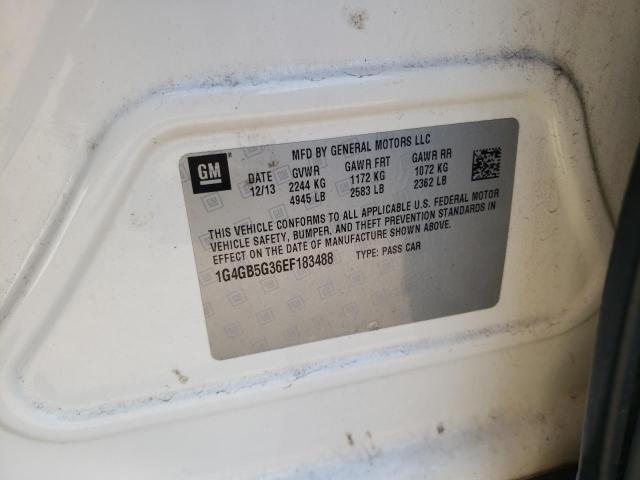 GM
MFD BY GENERAL MOTORS LLC
DATE GVWR GAWR FRT GAWR RR
12/13 2244 KG 1172 KG 1072 KG
4945 LB 2583 LB 2362 LB
THIS VEHICLE CONFORMS TO ALL APPLICABLE U.S. FEDERAL MOTOR
VEHICLE SAFETY, BUMPER, AND THEFT PREVENTION STANDARDS IN
EFFECT ON THE DATE OF MANUFACTURE SHOWN ABOVE.
1G4GB5G36EF183488 TYPE: PASS CAR